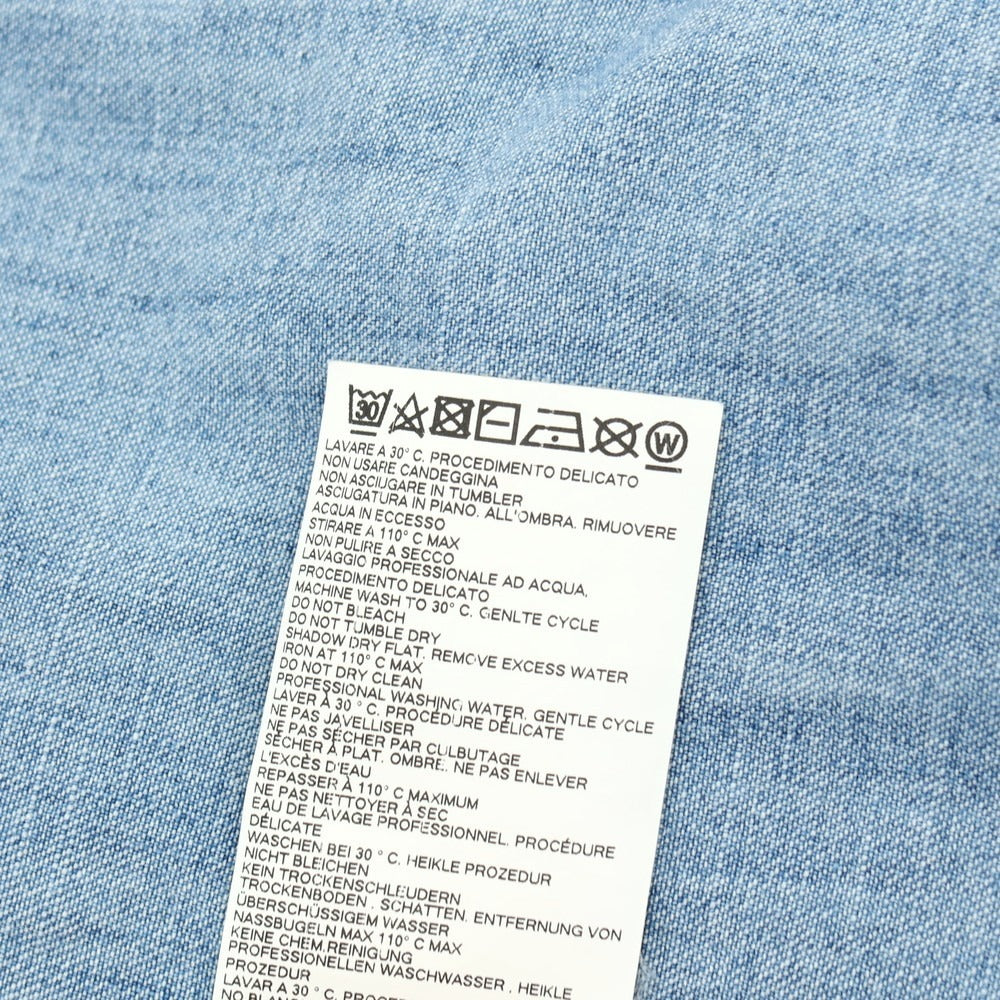 30 W
LAVARE A 30° C. PROCEDIMENTO DELICATO
NON USARE CANDEGGINA
NON ASCIUGARE IN TUMBLER
ASCIUGATURA IN PIANO. ALL'OMBRA. RIMUOVERE
ACQUA IN ECCESSO
STIRARE A 110° C MAX
NON PULIRE A SECCO
LAVAGGIO PROFESSIONALE AD ACQUA.
PROCEDIMENTO DELICATO
MACHINE WASH TO 30° C. GENLTE CYCLE
DO NOT BLEACH
DO NOT TUMBLE DRY
SHADOW DRY FLAT. REMOVE EXCESS WATER
IRON AT 110° C MAX
DO NOT DRY CLEAN
PROFESSIONAL WASHING WATER. GENTLE CYCLE
LAVER À 30 ° C. PROCÉDURE DÉLICATE
NE PAS JAVELLISER
NE PAS SÉCHER PAR CULBUTAGE
SÉCHER À PLAT. OMBRE. NE PAS ENLEVER
L'EXCÈS D'EAU
REPASSER À 110° C MAXIMUM
NE PAS NETTOYER À SEC
EAU DE LAVAGE PROFESSIONNEL. PROCÉDURE
DÉLICATE
WASCHEN BEI 30 ° C. HEIKLE PROZEDUR
NICHT BLEICHEN
KEIN TROCKENSCHLEUDERN
TROCKENBODEN . SCHATTEN. ENTFERNUNG VON
ÜBERSCHÜSSIGEM WASSER
NASSBUGELN MAX 110° C MAX
KEINE CHEM.REINIGUNG
PROFESSIONELLEN WASCHWASSER . HEIKLE
PROZEDUR
LAVAR A 30 ° C.